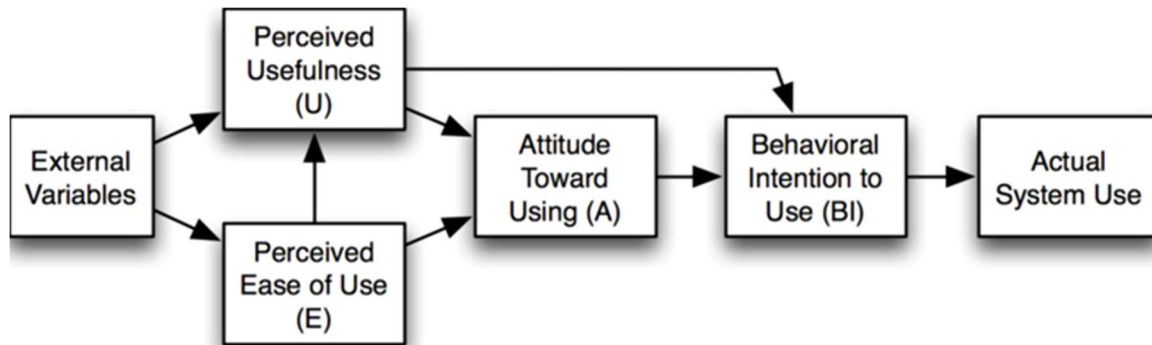 External
Variables
Perceived
Usefulness
(U)
Perceived
Ease of Use
(E)
Attitude
Toward
Using (A)
Behavioral
Intention to
Use (BI)
Actual
System Use